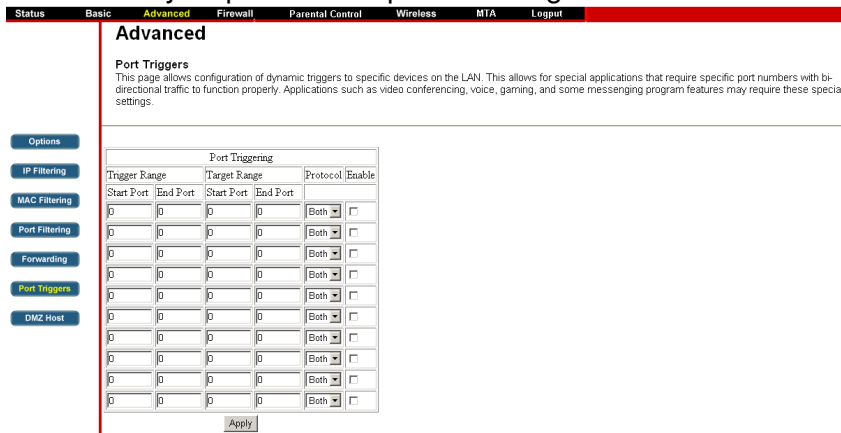 Status Basic Advanced Firewall Parental Control Wireless MTA Logput
Advanced
Port Triggers
This page allows configuration of dynamic triggers to specific devices on the LAN. This allows for special applications that require specific port numbers with bi-
directional traffic to function properly. Applications such as video conferencing, voice, gaming, and some messenging program features may require these specia
settings.
Options
IP Filtering
MAC Filtering
Port Filtering
Forwarding
Port Triggers
DMZ Host
Port Triggering
Trigger Range Target Range Protocol Enable
Start Port End Port Start Port End Port
0 0 0 0 Both
0 0 0 0 Both
0 0 0 0 Both
0 0 0 0 Both
0 0 0 0 Both
0 0 0 0 Both
0 0 0 0 Both
0 0 0 0 Both
0 0 0 0 Both
0 0 0 0 Both
Apply